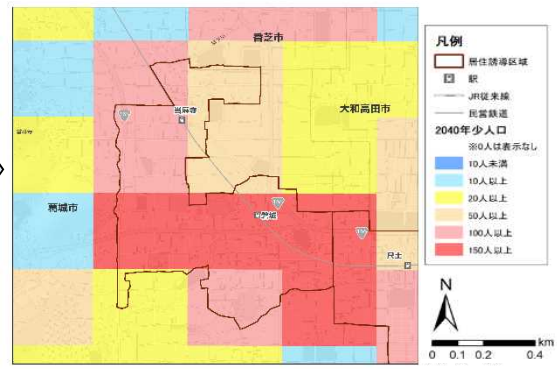 香芝市
当麻寺
大和高田市
葛城市
尺土
凡例
居住誘導区域
駅
JR従来線
民営鉄道
2040年少人口
※0人は表示なし
10人未満
10人以上
20人以上
50人以上
100人以上
150人以上
N
km
0 0.1 0.2 0.4